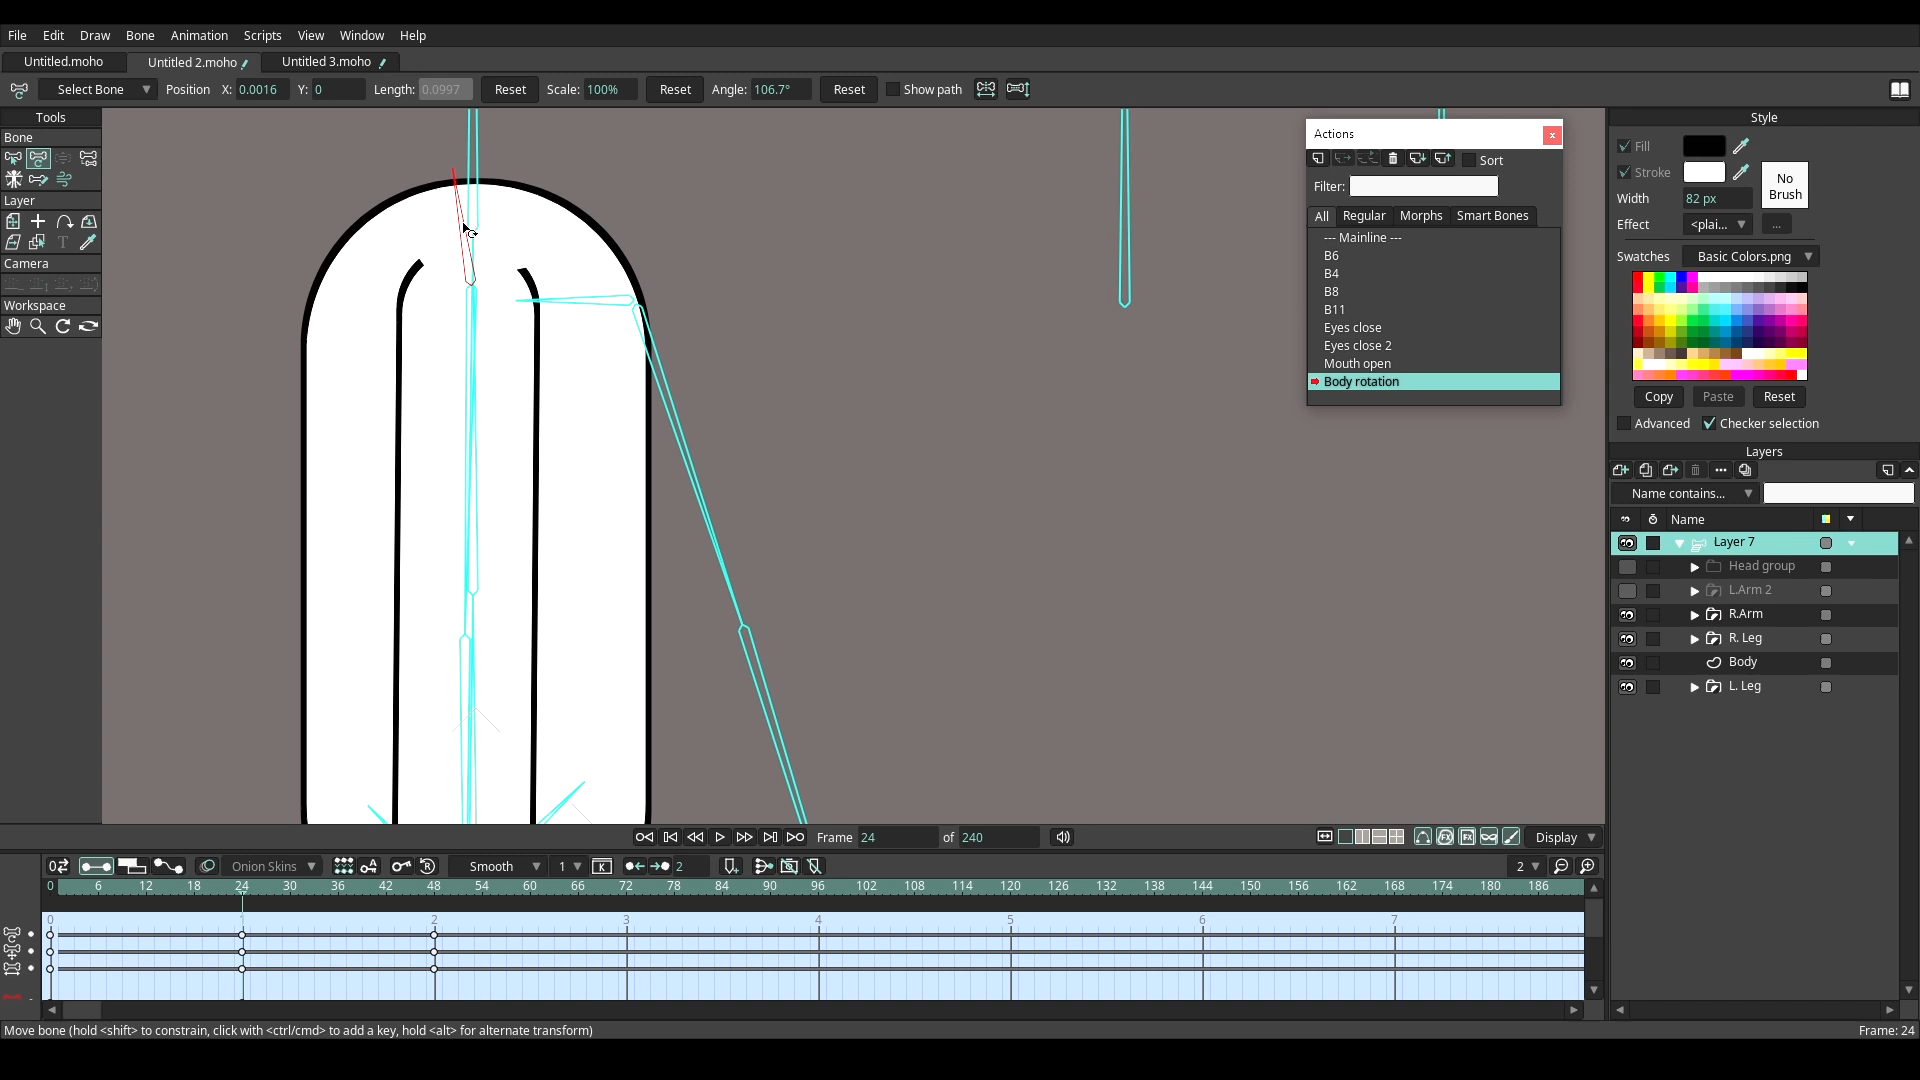 File Edit Draw Bone Animation Scripts View Window Help
Untitled.moho Untitled 2.moho Untitled 3.moho
Select Bone Position X: 0.0016 Y: 0 Length: 0.0997 Reset Scale: 100% Reset Angle: 106.7° Reset Show path
Tools
Bone
Layer
Camera
Workspace
Actions
Sort
Filter:
All Regular Morphs Smart Bones
--- Mainline ---
B6
B4
B8
B11
Eyes close
Eyes close 2
Mouth open
Body rotation
Style
Fill
Stroke
No Brush
Width 82 px
Effect <plai... ...
Swatches Basic Colors.png
Copy Paste Reset
Advanced Checker selection
Layers
Name contains...
Name
Layer 7
Head group
L.Arm 2
R.Arm
R. Leg
Body
L. Leg
Frame 24 of 240 Display
Onion Skins Smooth 1 2 2
0 6 12 18 24 30 36 42 48 54 60 66 72 78 84 90 96 102 108 114 120 126 132 138 144 150 156 162 168 174 180 186
0 1 2 3 4 5 6 7
Move bone (hold <shift> to constrain, click with <ctrl/cmd> to add a key, hold <alt> for alternate transform) Frame: 24